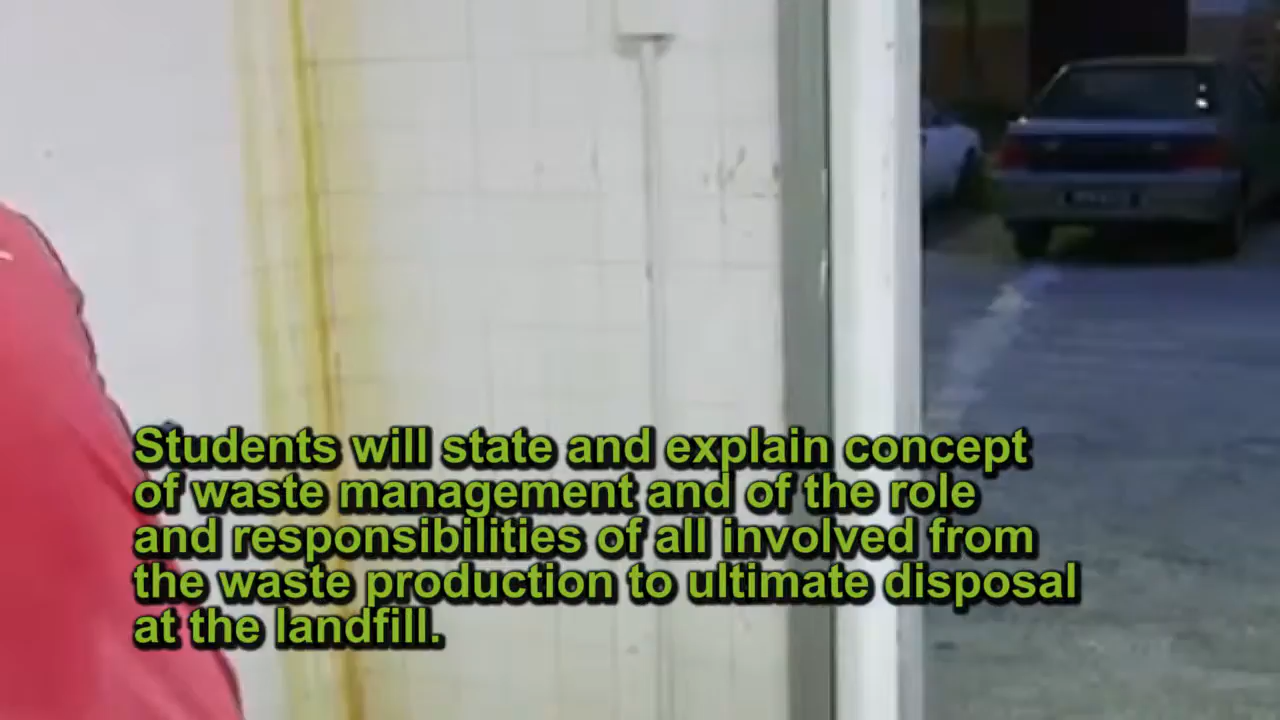 Students will state and explain concept
of waste management and of the role
and responsibilities of all involved from
the waste production to ultimate disposal
at the landfill.